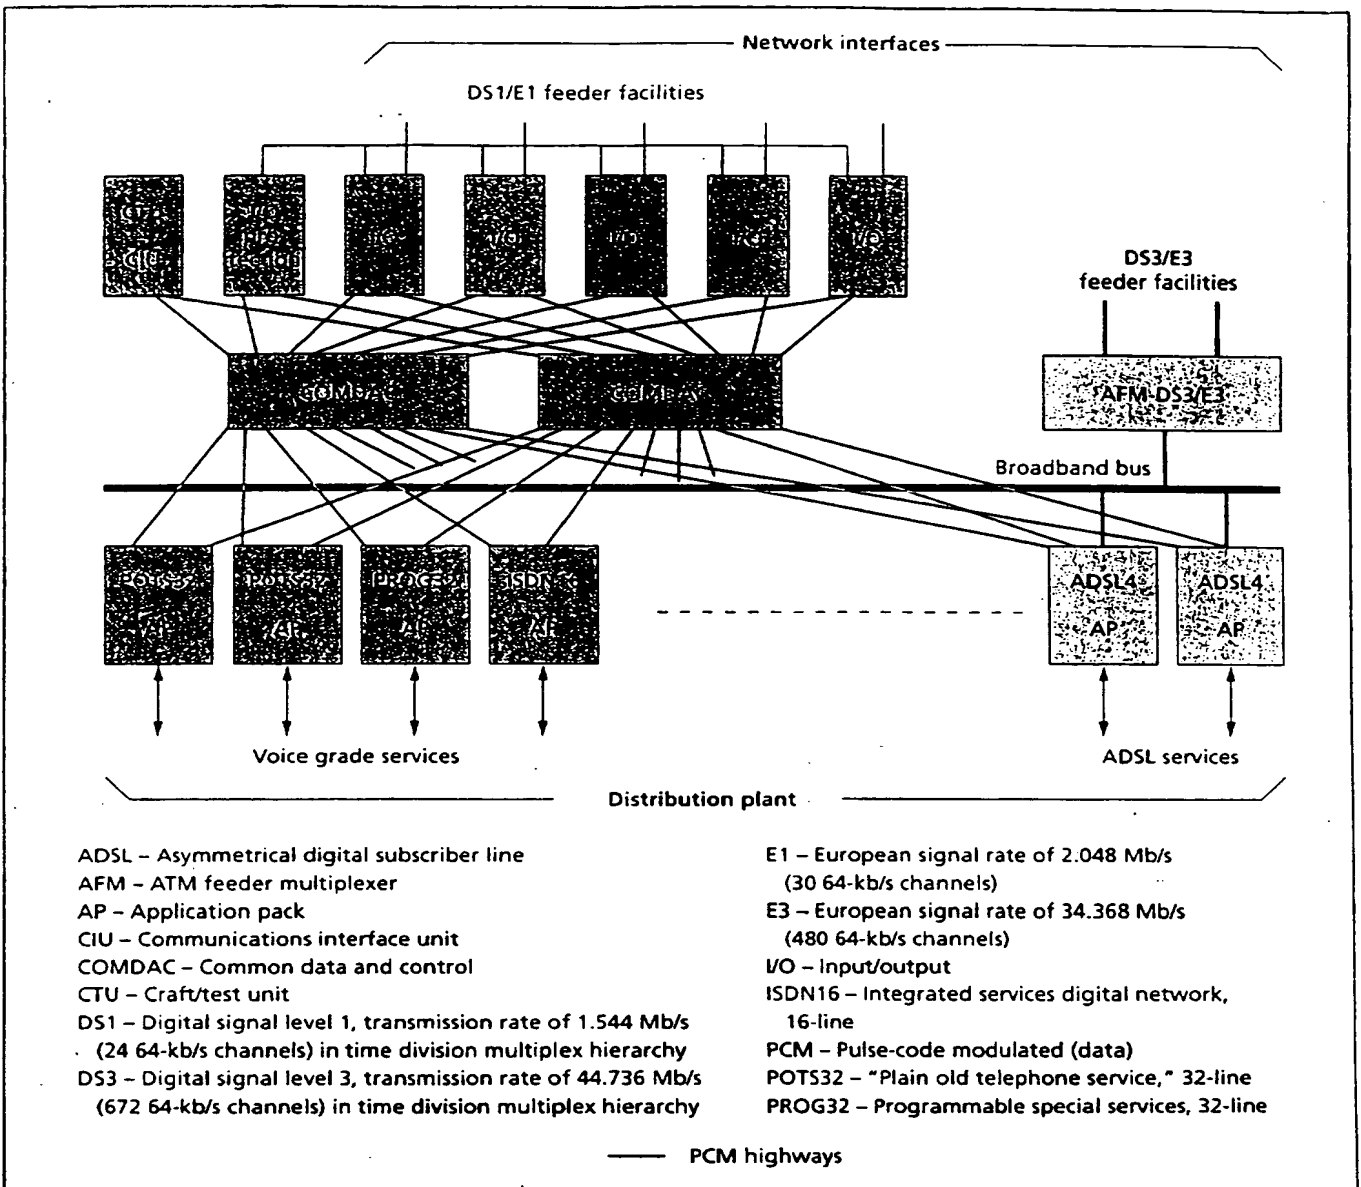 Network interfaces
DS1/E1 feeder facilities
CIU
I/O
I/O
I/O
I/O
I/O
DS3/E3
feeder facilities
COMDAC
COMDAC
AFM-DS3/E3
Broadband bus
POTS32
AP
POTS32
AP
PROG32
AP
ISDN16
AP
ADSL4
AP
ADSL4
AP
Voice grade services
ADSL services
Distribution plant
ADSL – Asymmetrical digital subscriber line
AFM – ATM feeder multiplexer
AP – Application pack
CIU – Communications interface unit
COMDAC – Common data and control
CTU – Craft/test unit
DS1 – Digital signal level 1, transmission rate of 1.544 Mb/s
(24 64-kb/s channels) in time division multiplex hierarchy
DS3 – Digital signal level 3, transmission rate of 44.736 Mb/s
(672 64-kb/s channels) in time division multiplex hierarchy
E1 – European signal rate of 2.048 Mb/s
(30 64-kb/s channels)
E3 – European signal rate of 34.368 Mb/s
(480 64-kb/s channels)
I/O – Input/output
ISDN16 – Integrated services digital network,
16-line
PCM – Pulse-code modulated (data)
POTS32 – "Plain old telephone service," 32-line
PROG32 – Programmable special services, 32-line
PCM highways